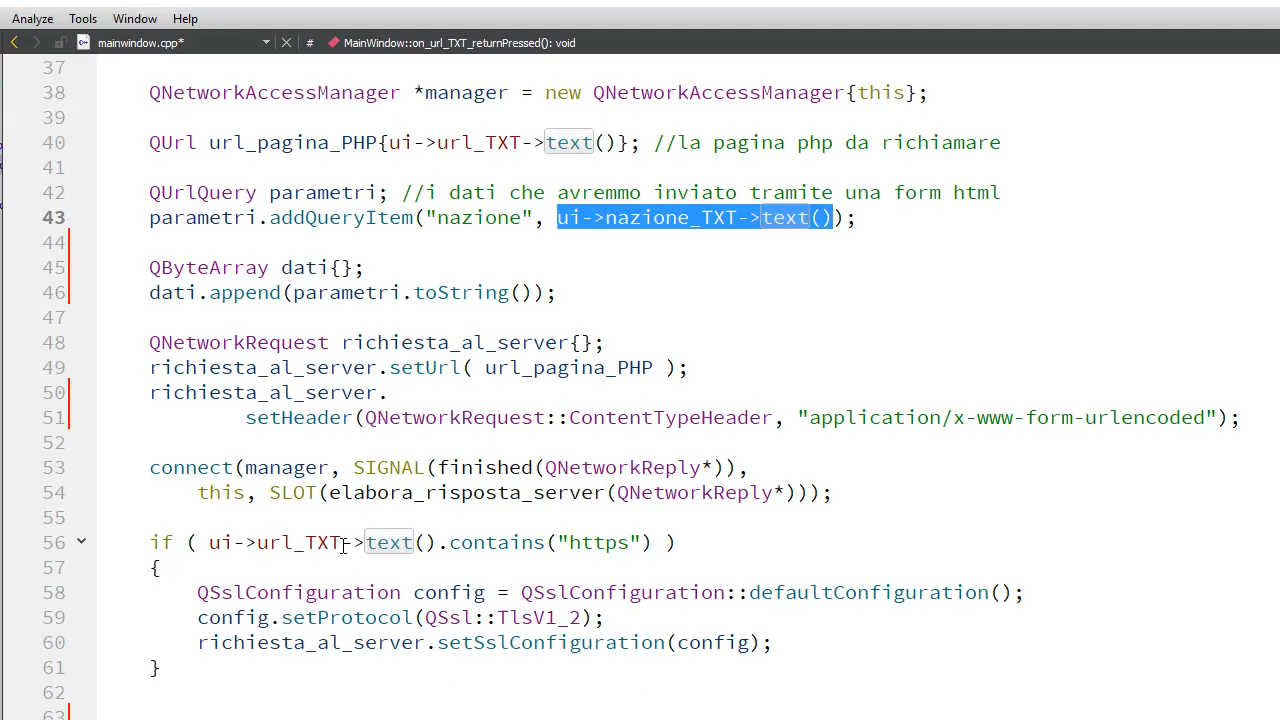 Analyze Tools Window Help
mainwindow.cpp* # MainWindow::on_url_TXT_returnPressed(): void
37
38 QNetworkAccessManager *manager = new QNetworkAccessManager{this};
39
40 QUrl url_pagina_PHP{ui->url_TXT->text()}; //la pagina php da richiamare
41
42 QUrlQuery parametri; //i dati che avremmo inviato tramite una form html
43 parametri.addQueryItem("nazione", ui->nazione_TXT->text());
44
45 QByteArray dati{};
46 dati.append(parametri.toString());
47
48 QNetworkRequest richiesta_al_server{};
49 richiesta_al_server.setUrl( url_pagina_PHP );
50 richiesta_al_server.
51 setHeader(QNetworkRequest::ContentTypeHeader, "application/x-www-form-urlencoded");
52
53 connect(manager, SIGNAL(finished(QNetworkReply*)),
54 this, SLOT(elabora_risposta_server(QNetworkReply*)));
55
56 if ( ui->url_TXT->text().contains("https") )
57 {
58 QSslConfiguration config = QSslConfiguration::defaultConfiguration();
59 config.setProtocol(QSsl::TlsV1_2);
60 richiesta_al_server.setSslConfiguration(config);
61 }
62
63